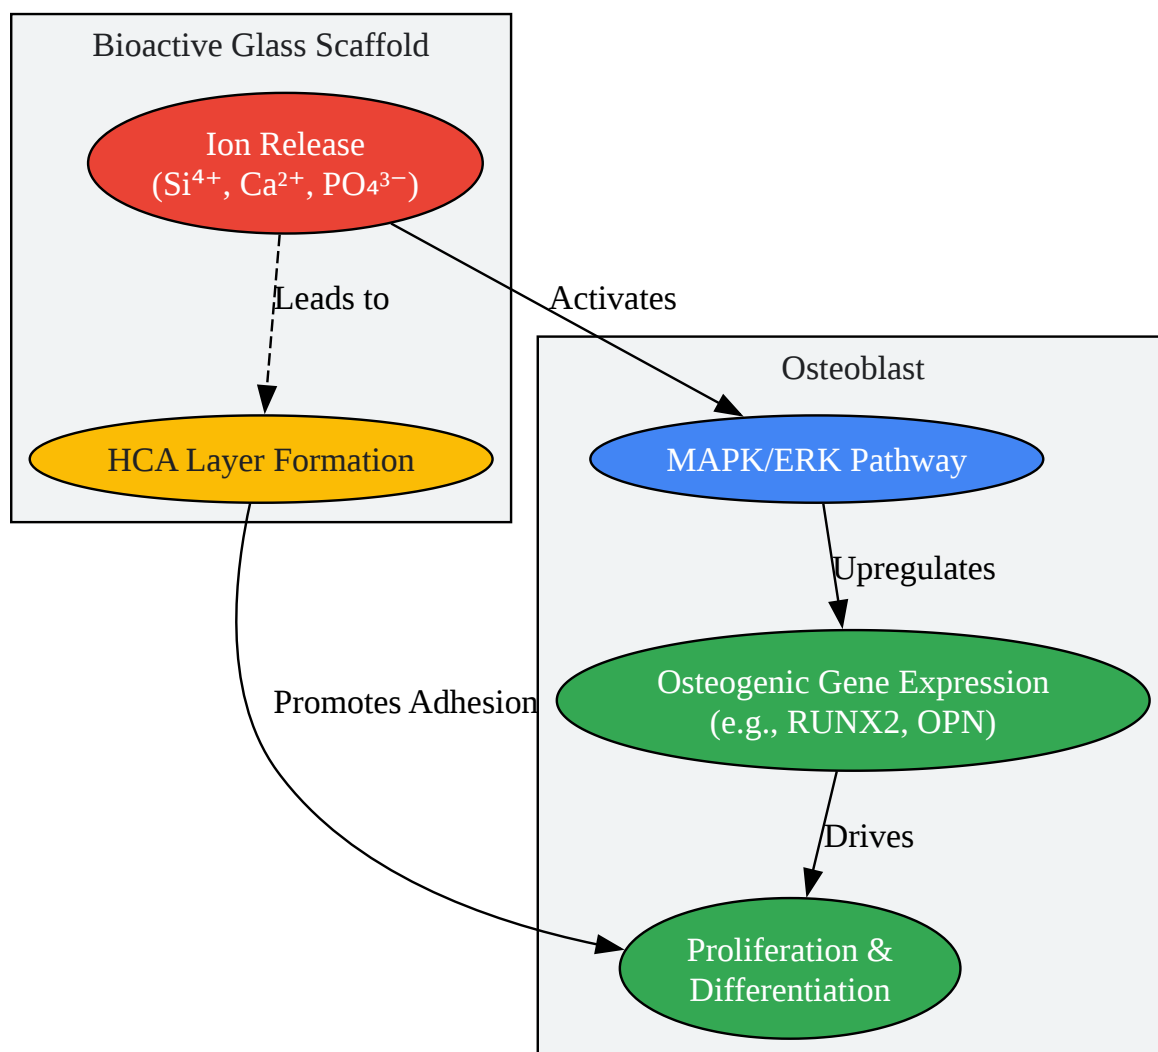 Bioactive Glass Scaffold
Ion Release
(Si⁴⁺, Ca²⁺, PO₄³⁻)
Leads to
Activates
Osteoblast
HCA Layer Formation
MAPK/ERK Pathway
Upregulates
Promotes Adhesion
Osteogenic Gene Expression
(e.g., RUNX2, OPN)
Drives
Proliferation &
Differentiation